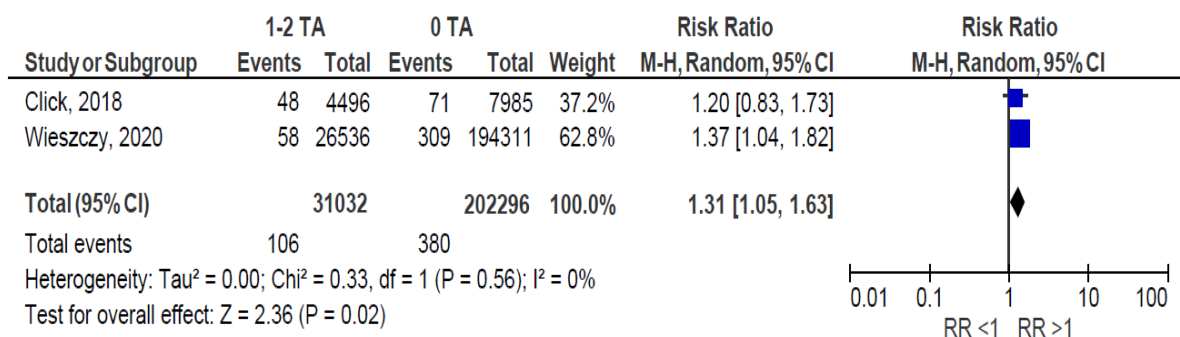 1-2 TA 0 TA Risk Ratio Risk Ratio
Study or Subgroup Events Total Events Total Weight M-H, Random, 95% CI M-H, Random, 95% CI
Click, 2018 48 4496 71 7985 37.2% 1.20 [0.83, 1.73]
Wieszczy, 2020 58 26536 309 194311 62.8% 1.37 [1.04, 1.82]
Total (95% CI) 31032 202296 100.0% 1.31 [1.05, 1.63]
Total events 106 380
Heterogeneity: Tau² = 0.00; Chi² = 0.33, df = 1 (P = 0.56); I² = 0%
Test for overall effect: Z = 2.36 (P = 0.02)
0.01 0.1 1 10 100
RR <1 RR >1